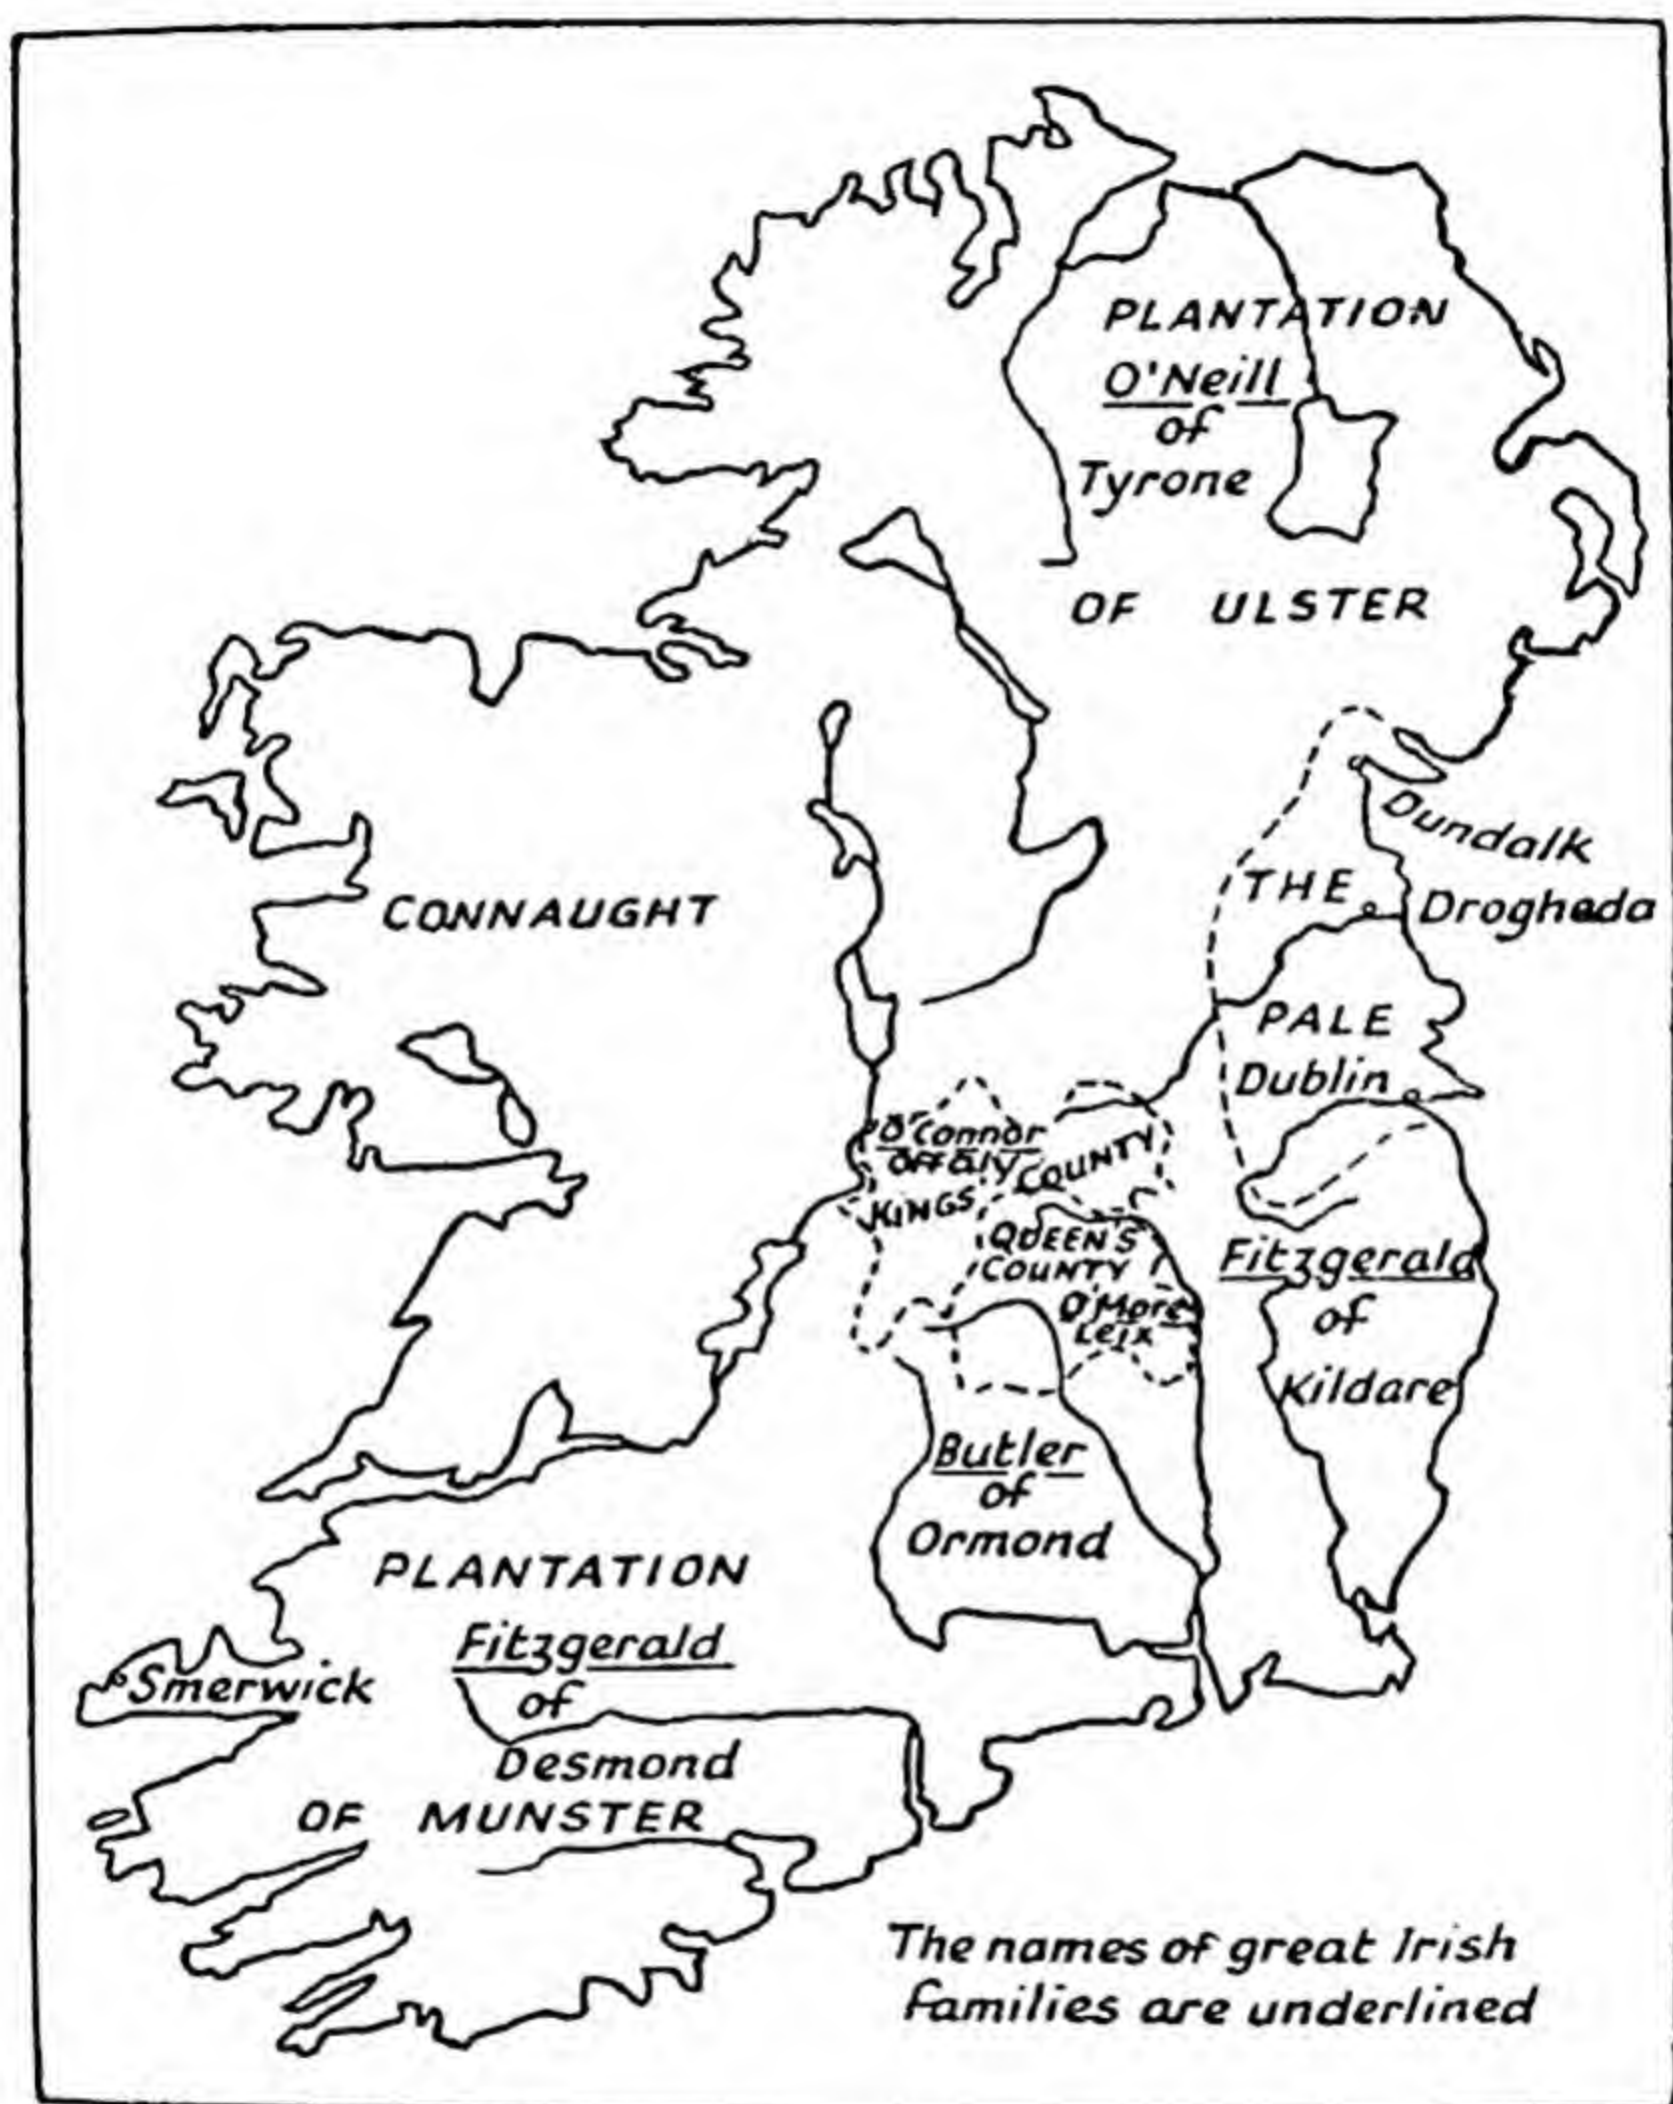 PLANTATION
O'Neill
of
Tyrone
OF ULSTER
Dundalk
THE
Drogheda
CONNAUGHT
PALE
Dublin
O'Connor
Offaly
COUNTY
KINGS
QUEEN'S
COUNTY
O'More
Leix
Fitzgerald
of
Kildare
Butler
of
Ormond
PLANTATION
Fitzgerald
of
Smerwick
Desmond
OF MUNSTER
The names of great Irish
families are underlined